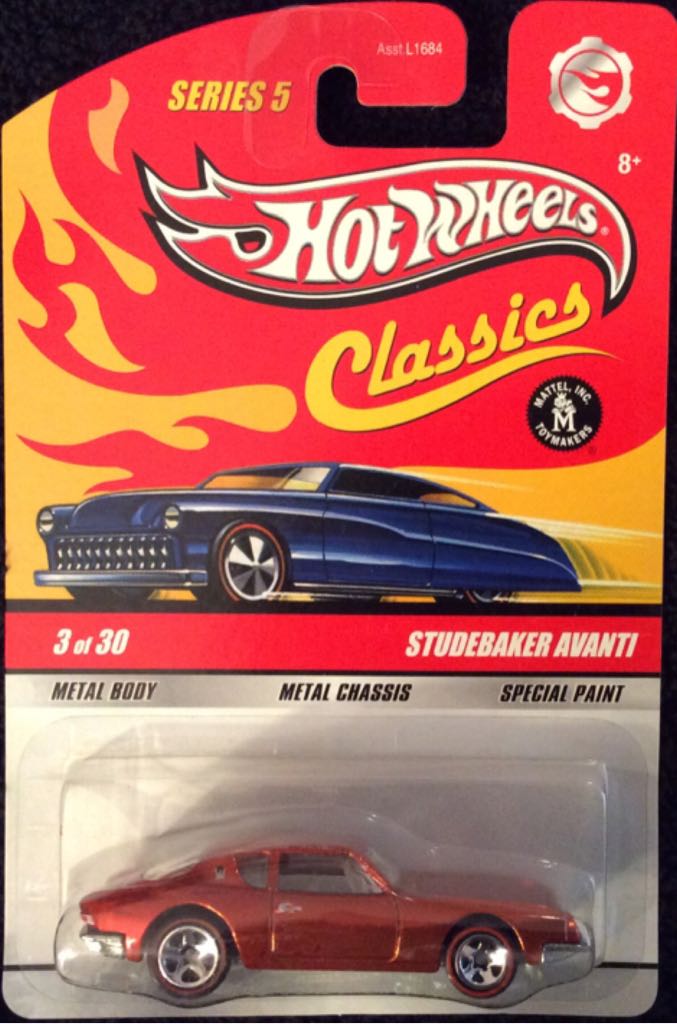 Asst.L1684
SERIES 5
8+
HOT WHEELS®
Classics
MATTEL, INC.
M
TOYMAKERS
®
3 of 30
STUDEBAKER AVANTI
METAL BODY
METAL CHASSIS
SPECIAL PAINT